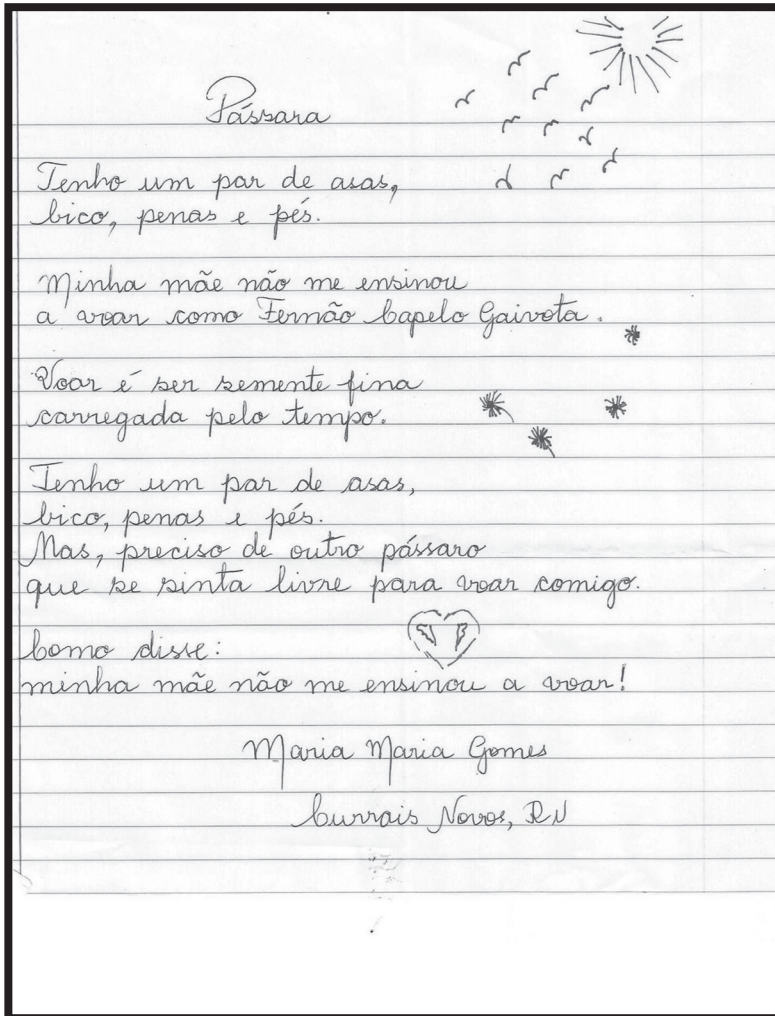 Pássara
Tenho um par de asas,
bico, penas e pés.
Minha mãe não me ensinou
a voar como Fernão Capelo Gaivota.
Voar é ser semente fina
carregada pelo tempo.
Tenho um par de asas,
bico, penas e pés.
Mas, preciso de outro pássaro
que se sinta livre para voar comigo.
Como disse:
minha mãe não me ensinou a voar!
Maria Maria Gomes
Currais Novos, RN